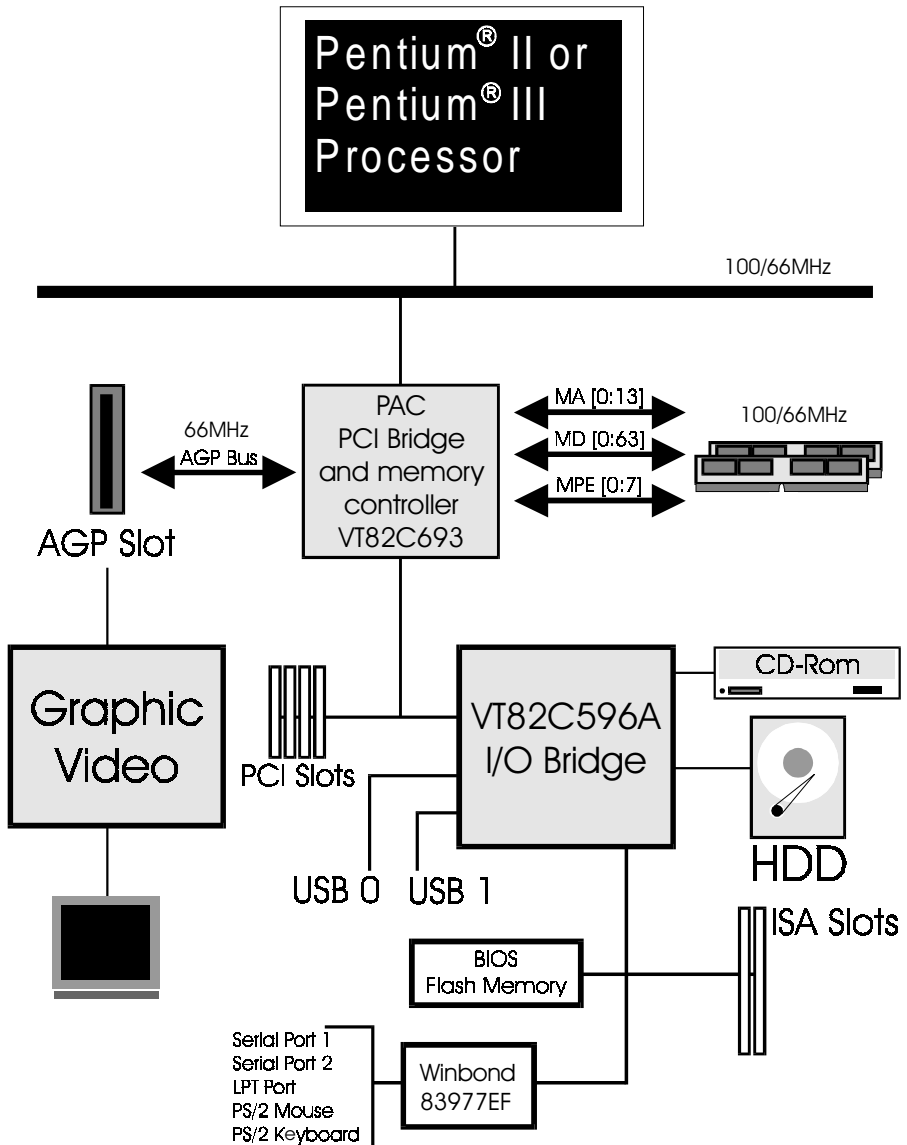 Pentium® II or
Pentium® III
Processor
100/66MHz
PAC
PCI Bridge
and memory
controller
VT82C693
MA [0:13]
MD [0:63]
MPE [0:7]
100/66MHz
66MHz
AGP Bus
AGP Slot
Graphic
Video
PCI Slots
VT82C596A
I/O Bridge
CD-Rom
HDD
USB 0
USB 1
ISA Slots
BIOS
Flash Memory
Serial Port 1
Serial Port 2
LPT Port
PS/2 Mouse
PS/2 Keyboard
Winbond
83977EF